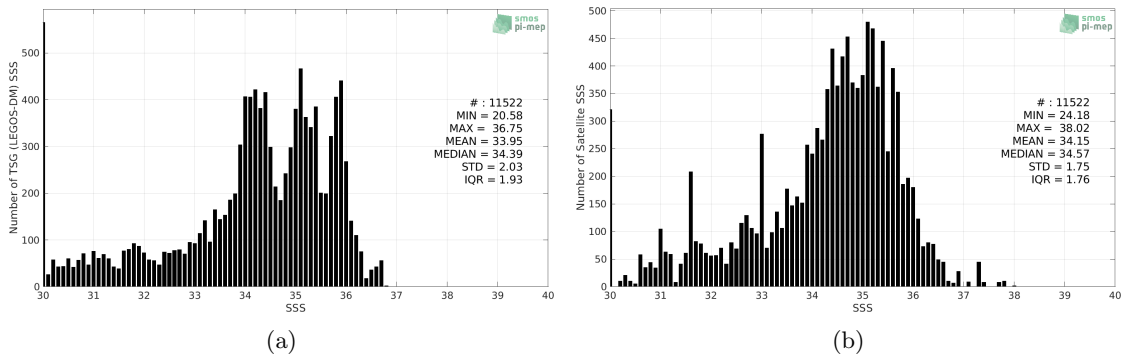 smos
pi-mep
Number of TSG (LEGOS-DM) SSS
500
400
300
200
100
0
# : 11522
MIN = 20.58
MAX = 36.75
MEAN = 33.95
MEDIAN = 34.39
STD = 2.03
IQR = 1.93
30 31 32 33 34 35 36 37 38 39 40
SSS
(a)
smos
pi-mep
Number of Satellite SSS
500
450
400
350
300
250
200
150
100
50
0
# : 11522
MIN = 24.18
MAX = 38.02
MEAN = 34.15
MEDIAN = 34.57
STD = 1.75
IQR = 1.76
30 31 32 33 34 35 36 37 38 39 40
SSS
(b)